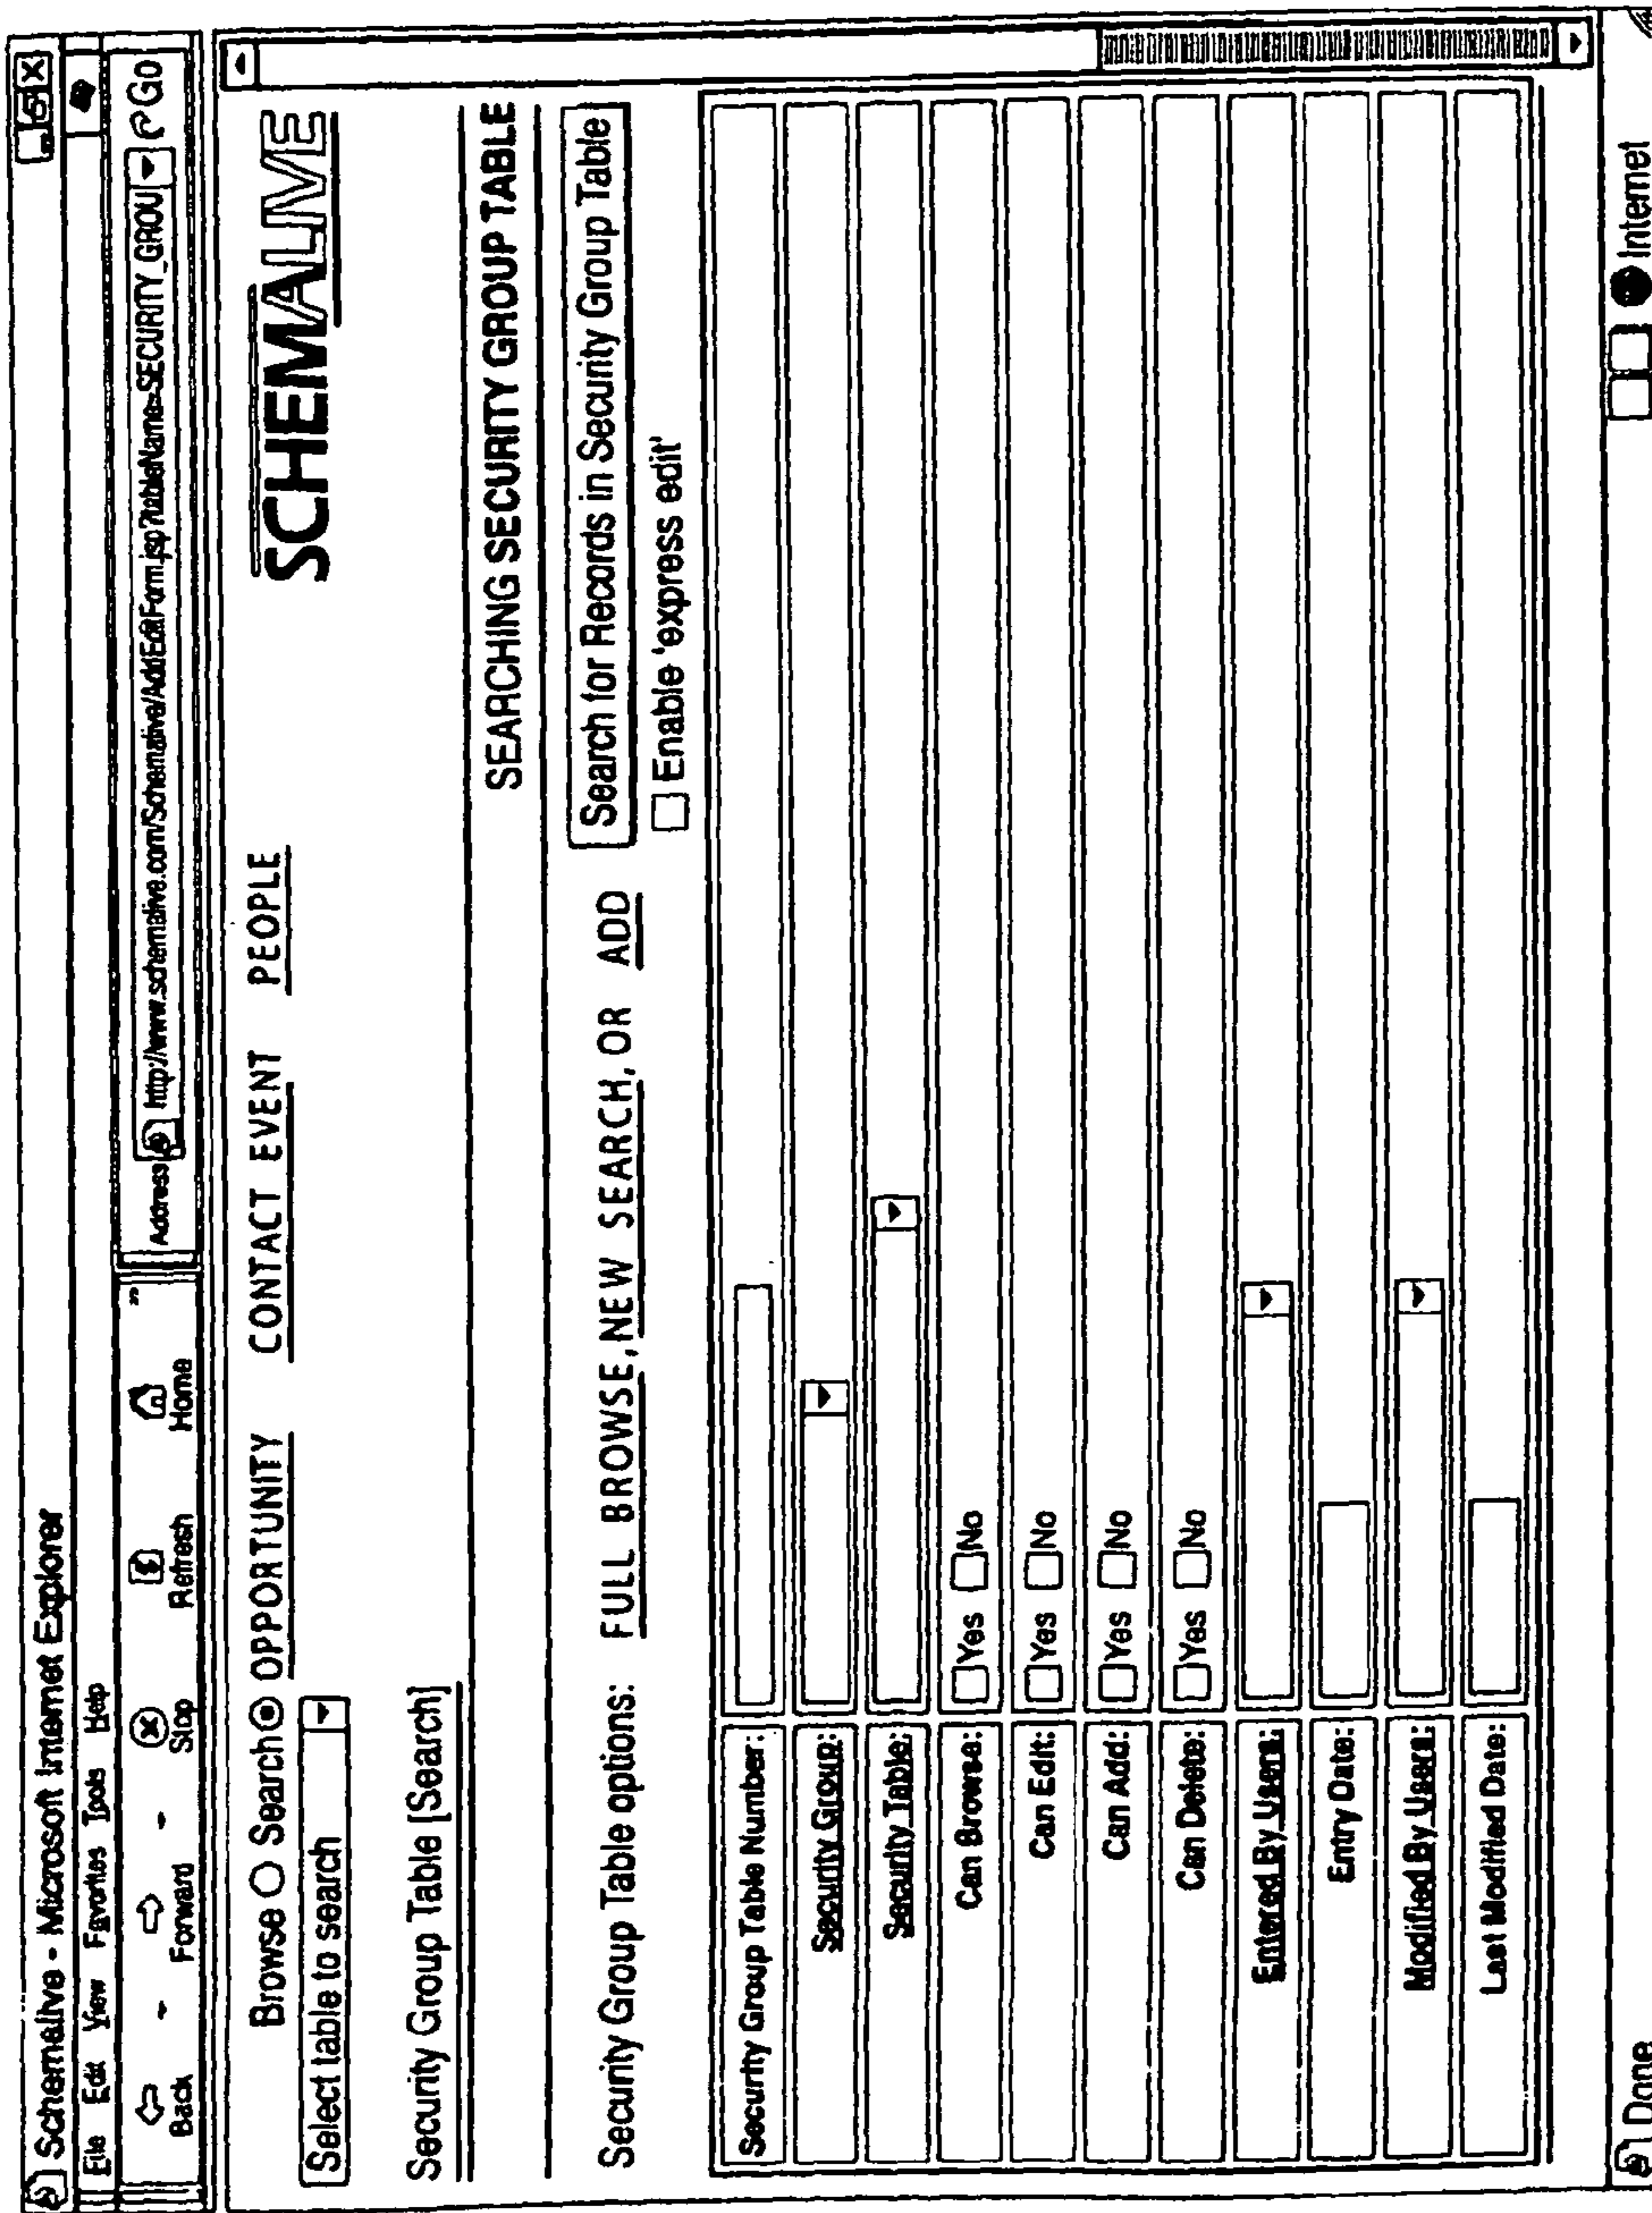 Schemalive - Microsoft Internet Explorer
File Edit View Favorites Tools Help
Back Forward Stop Refresh Home » Address http://www.schemalive.com/Schemalive/AddEditForm.jsp?tableName=SECURITY_GROU Go
Browse Search OPPORTUNITY CONTACT EVENT PEOPLE
SCHEMALIVE
Select table to search
Security Group Table [Search]
SEARCHING SECURITY GROUP TABLE
Security Group Table options: FULL BROWSE, NEW SEARCH, OR ADD Search for Records in Security Group Table
Enable 'express edit'
Security Group Table Number:
Security Group:
Security Table:
Can Browse: Yes No
Can Edit: Yes No
Can Add: Yes No
Can Delete: Yes No
Entered By Users:
Entry Date:
Modified By Users:
Last Modified Date:
Done Internet